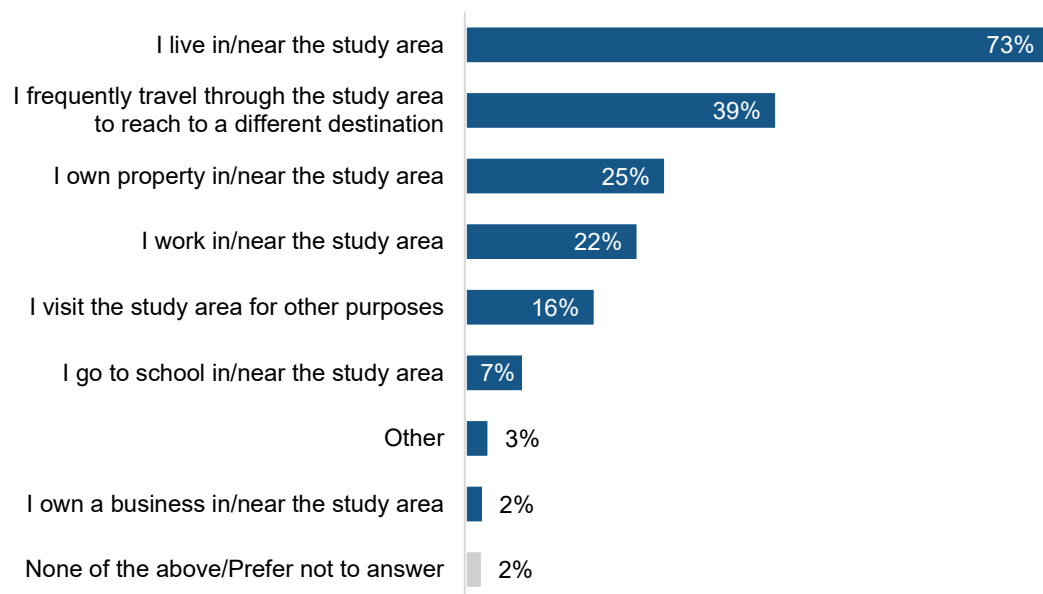 I live in/near the study area
73%
I frequently travel through the study area
to reach to a different destination
39%
I own property in/near the study area
25%
I work in/near the study area
22%
I visit the study area for other purposes
16%
I go to school in/near the study area
7%
Other
3%
I own a business in/near the study area
2%
None of the above/Prefer not to answer
2%